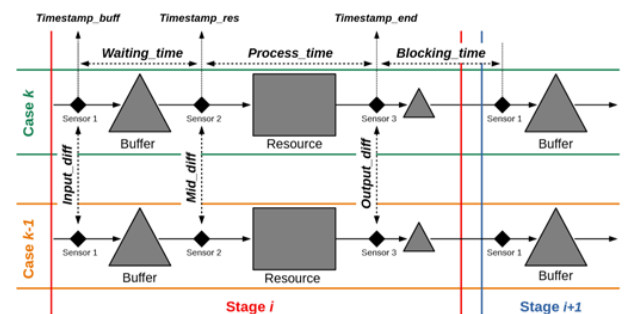 Timestamp_buff Timestamp_res Timestamp_end
Waiting_time Process_time Blocking_time
Case k
Sensor 1 Sensor 2 Sensor 3 Sensor 1
Buffer Resource Buffer
Input_diff Mid_diff Output_diff
Case k-1
Sensor 1 Sensor 2 Sensor 3 Sensor 1
Buffer Resource Buffer
Stage i Stage i+1